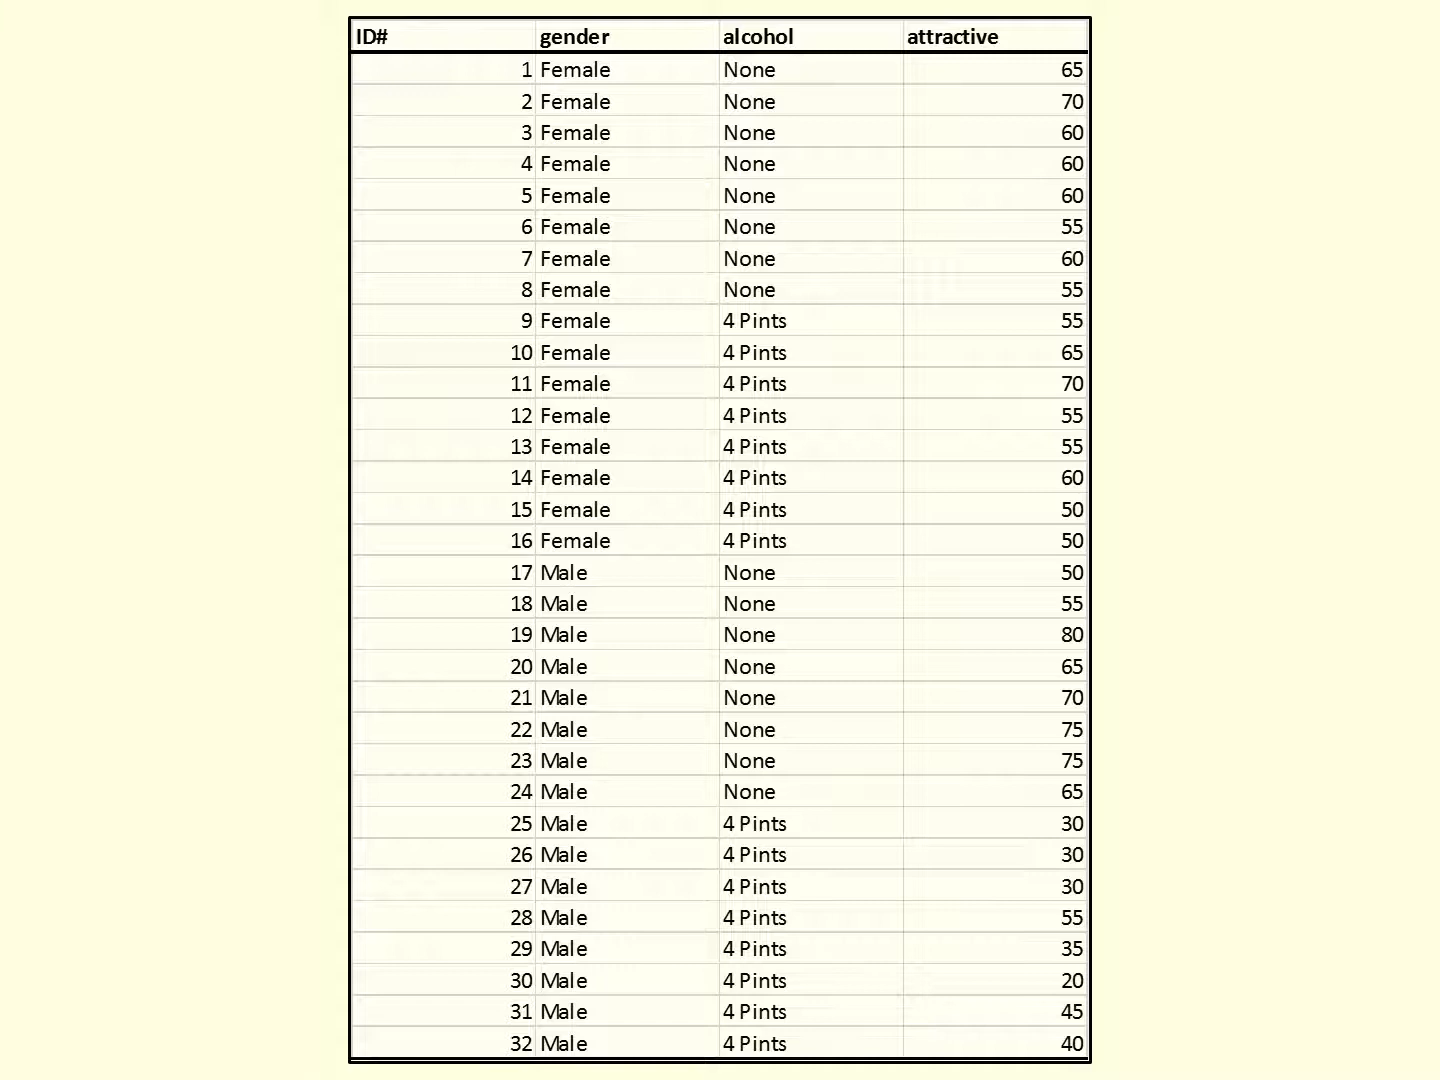 ID# gender alcohol attractive
1 Female None 65
2 Female None 70
3 Female None 60
4 Female None 60
5 Female None 60
6 Female None 55
7 Female None 60
8 Female None 55
9 Female 4 Pints 55
10 Female 4 Pints 65
11 Female 4 Pints 70
12 Female 4 Pints 55
13 Female 4 Pints 55
14 Female 4 Pints 60
15 Female 4 Pints 50
16 Female 4 Pints 50
17 Male None 50
18 Male None 55
19 Male None 80
20 Male None 65
21 Male None 70
22 Male None 75
23 Male None 75
24 Male None 65
25 Male 4 Pints 30
26 Male 4 Pints 30
27 Male 4 Pints 30
28 Male 4 Pints 55
29 Male 4 Pints 35
30 Male 4 Pints 20
31 Male 4 Pints 45
32 Male 4 Pints 40